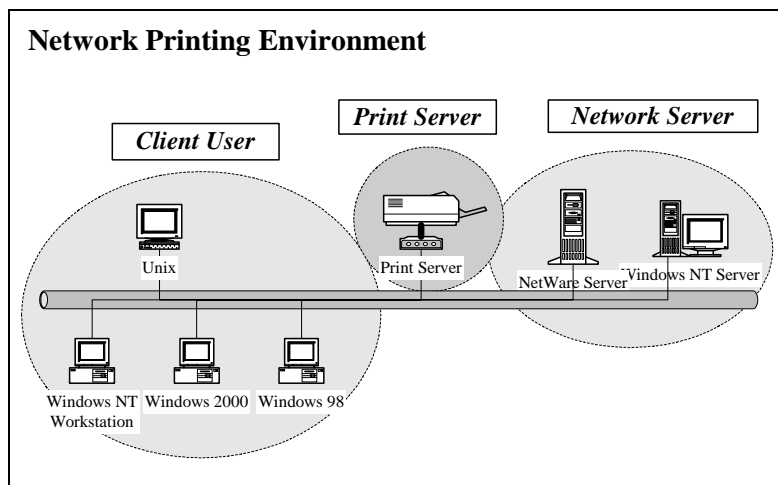 Network Printing Environment
Client User
Print Server
Network Server
Unix
Print Server
NetWare Server
Windows NT Server
Windows NT
Workstation
Windows 2000
Windows 98